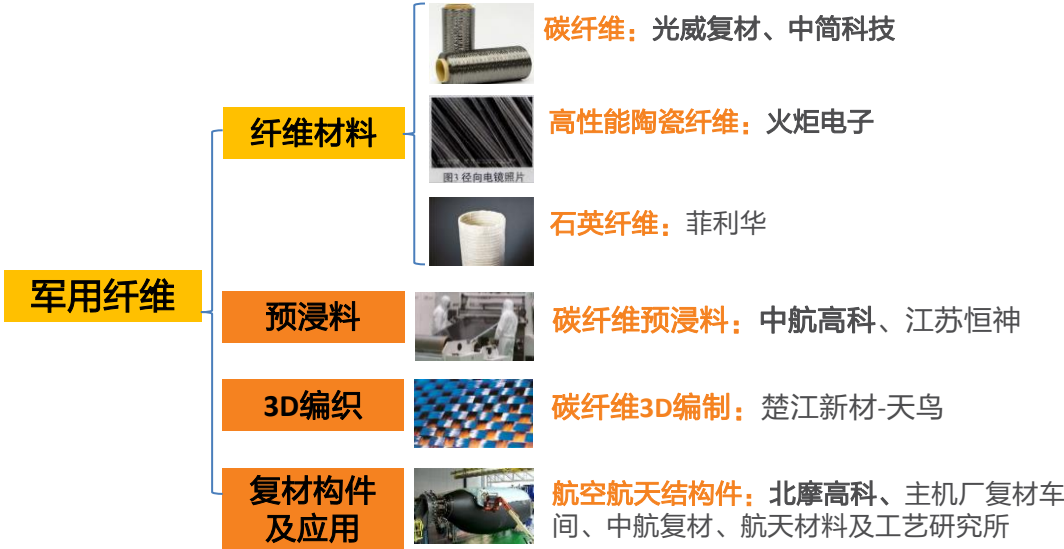 碳纤维：光威复材、中简科技
纤维材料
高性能陶瓷纤维：火炬电子
图3 径向电镜照片
石英纤维：菲利华
军用纤维
预浸料
碳纤维预浸料：中航高科、江苏恒神
3D编织
碳纤维3D编制：楚江新材-天鸟
复材构件
及应用
航空航天结构件：北摩高科、主机厂复材车
间、中航复材、航天材料及工艺研究所